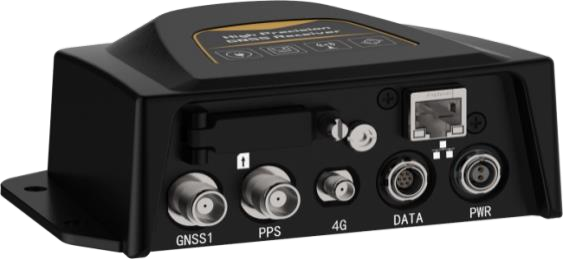 High Precision
GNSS Receiver
GNSS1
PPS
4G
DATA
PWR